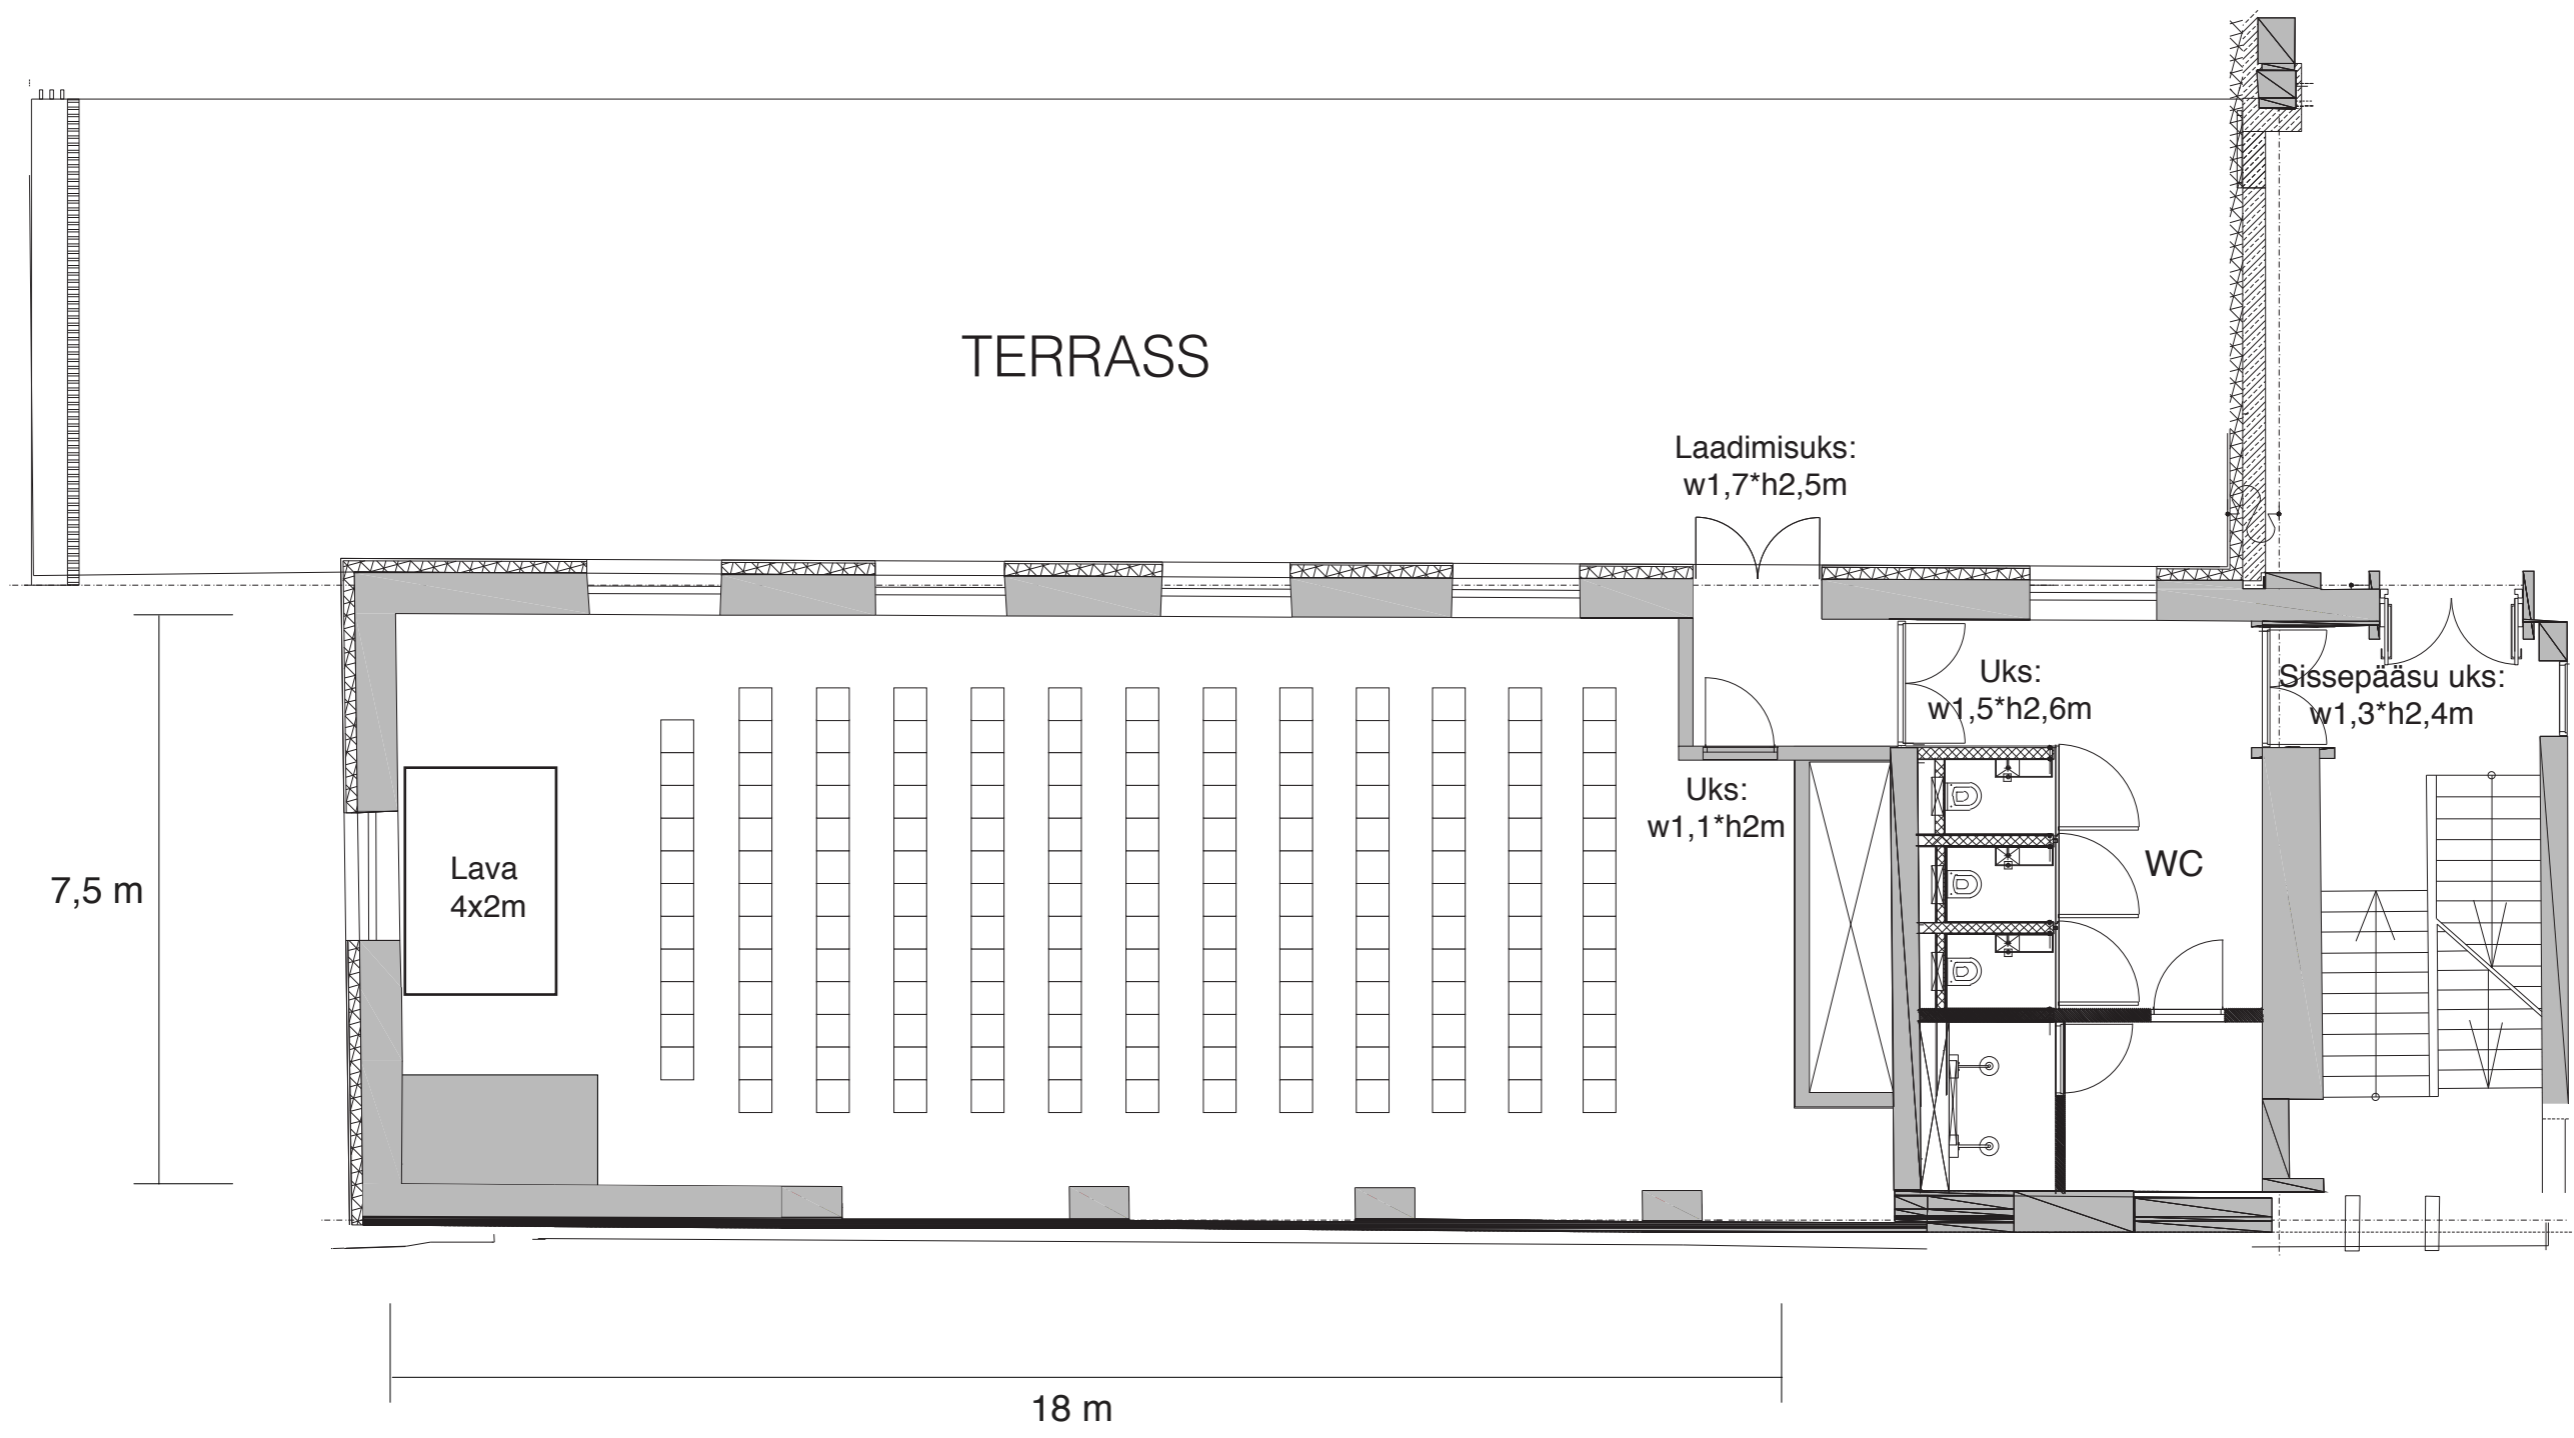 TERRASS
Laadimisuks:
w1,7*h2,5m
Uks:
w1,5*h2,6m
Sissepääsu uks:
w1,3*h2,4m
Uks:
w1,1*h2m
WC
Lava
4x2m
7,5 m
18 m